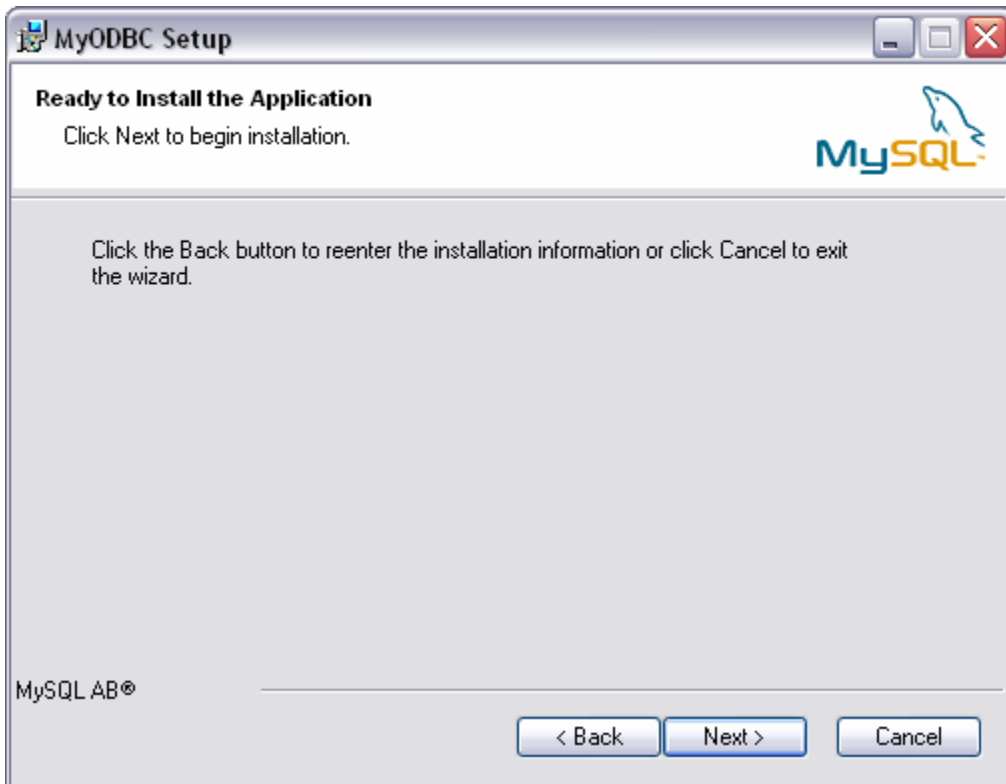 MyODBC Setup
Ready to Install the Application
Click Next to begin installation.
MySQL™
Click the Back button to reenter the installation information or click Cancel to exit
the wizard.
MySQL AB®
< Back
Next >
Cancel